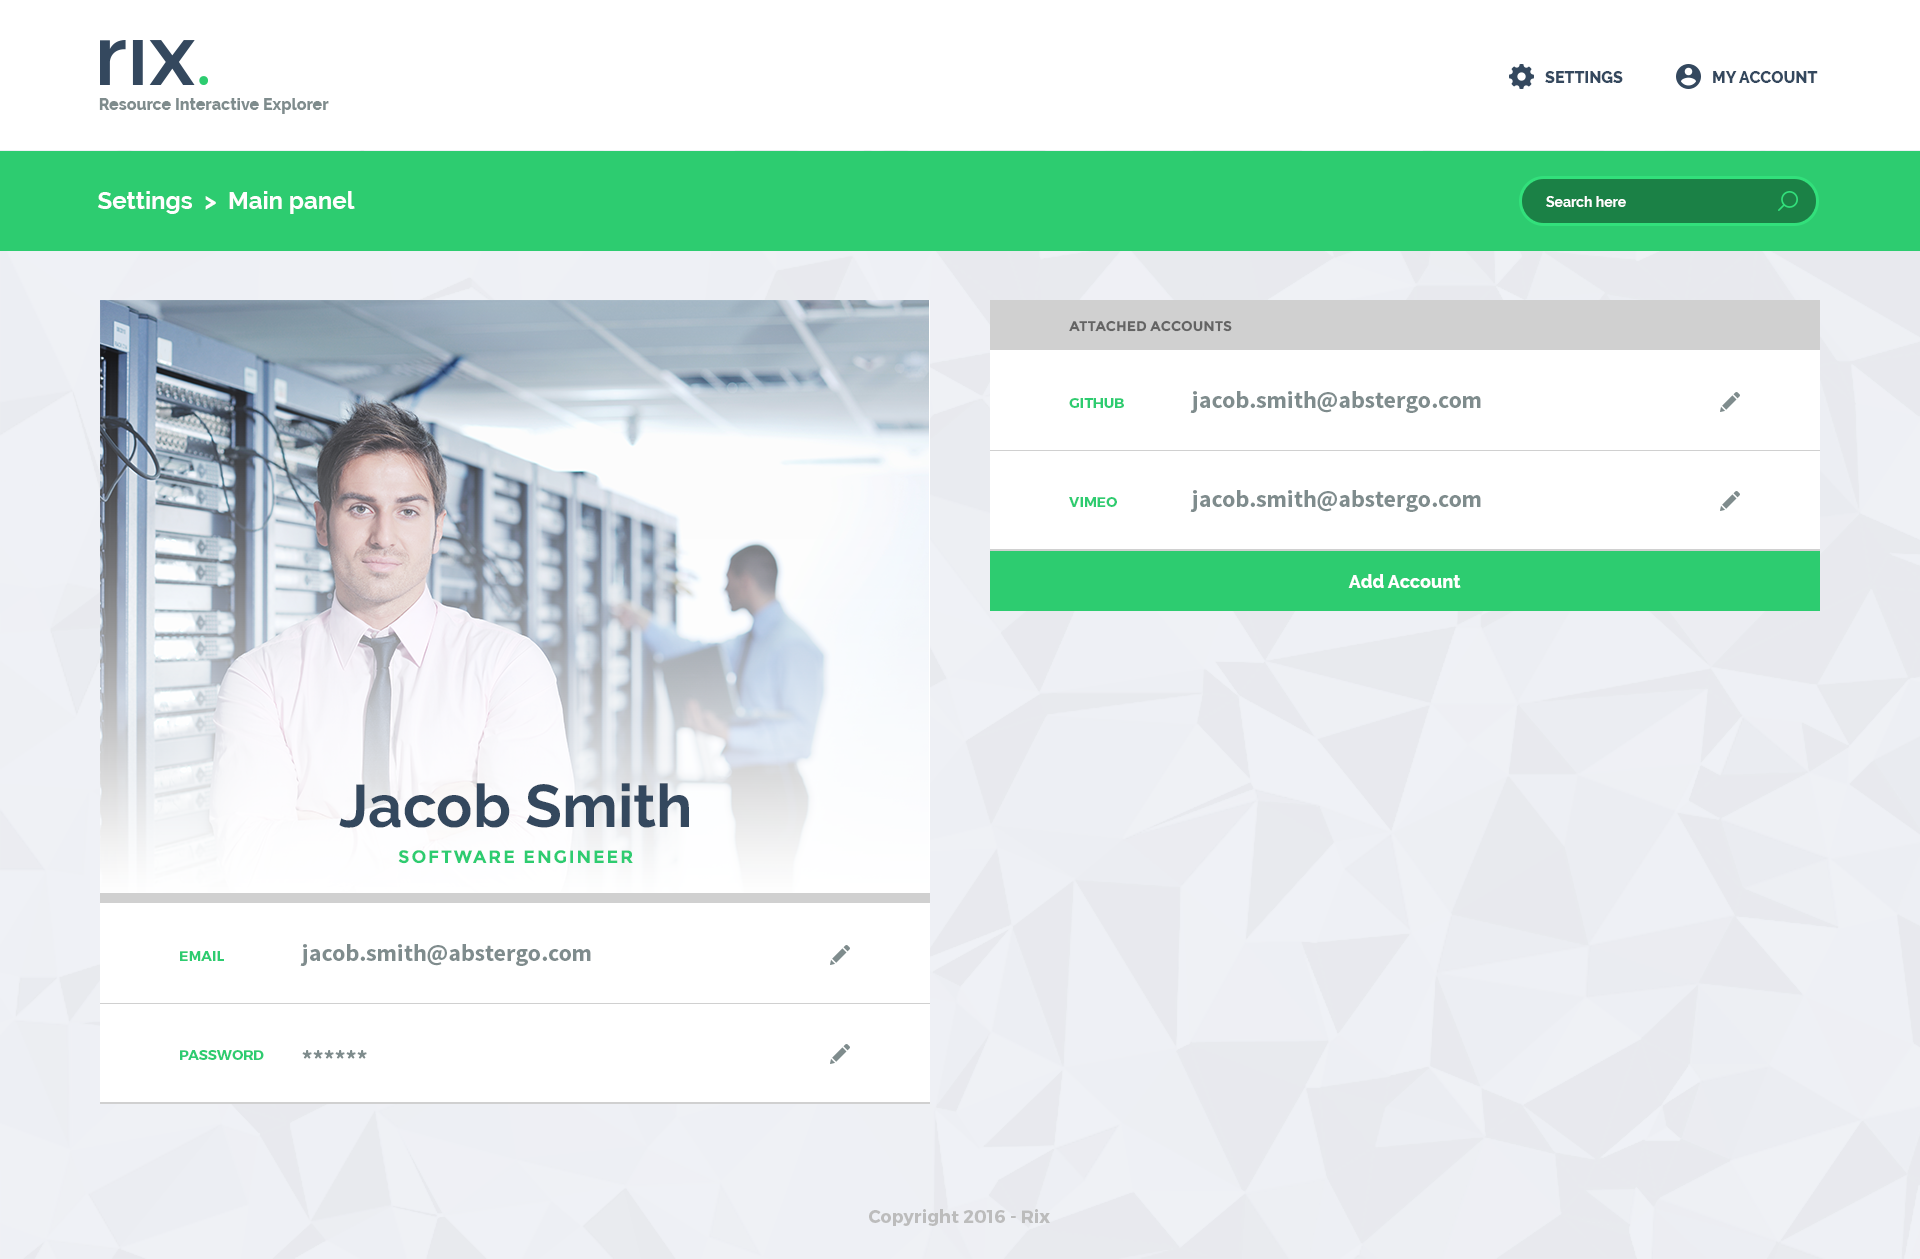 rix.
Resource Interactive Explorer
SETTINGS
MY ACCOUNT
Settings > Main panel
Search here
Jacob Smith
SOFTWARE ENGINEER
EMAIL jacob.smith@abstergo.com
PASSWORD ******
ATTACHED ACCOUNTS
GITHUB jacob.smith@abstergo.com
VIMEO jacob.smith@abstergo.com
Add Account
Copyright 2016 - Rix